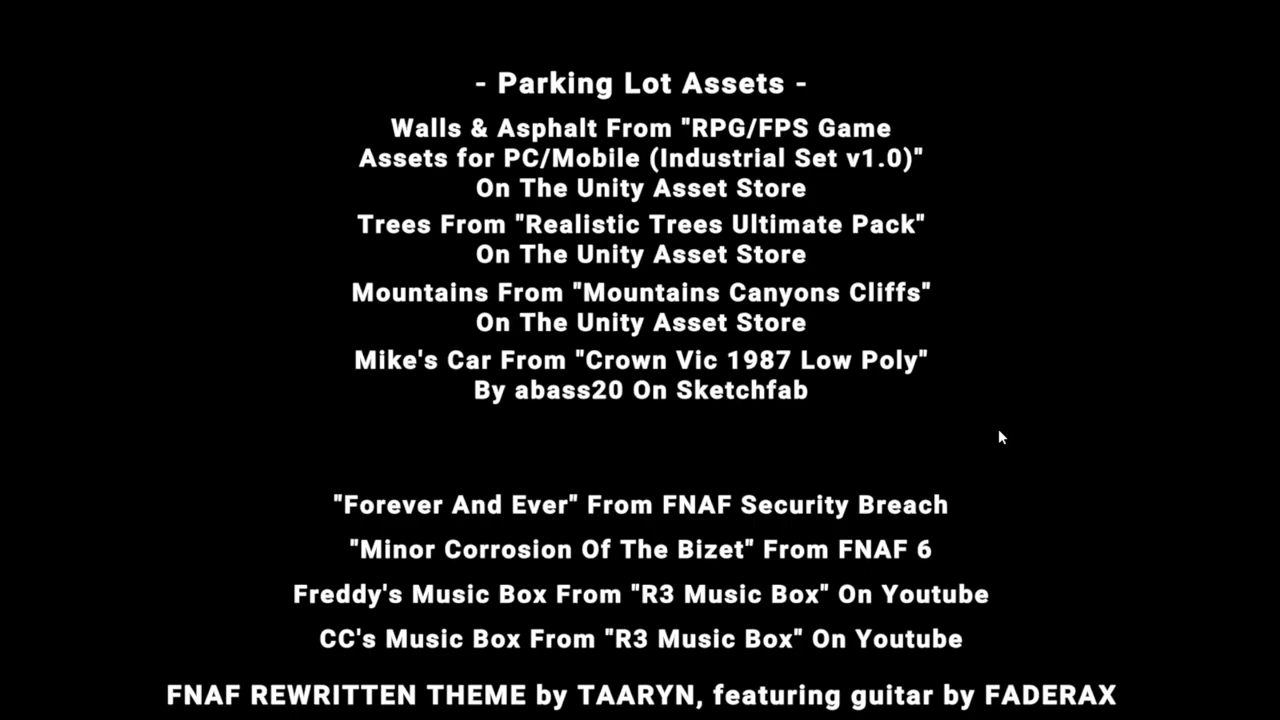 - Parking Lot Assets -
Walls & Asphalt From "RPG/FPS Game
Assets for PC/Mobile (Industrial Set v1.0)"
On The Unity Asset Store
Trees From "Realistic Trees Ultimate Pack"
On The Unity Asset Store
Mountains From "Mountains Canyons Cliffs"
On The Unity Asset Store
Mike's Car From "Crown Vic 1987 Low Poly"
By abass20 On Sketchfab
"Forever And Ever" From FNAF Security Breach
"Minor Corrosion Of The Bizet" From FNAF 6
Freddy's Music Box From "R3 Music Box" On Youtube
CC's Music Box From "R3 Music Box" On Youtube
FNAF REWRITTEN THEME by TAARYN, featuring guitar by FADERAX